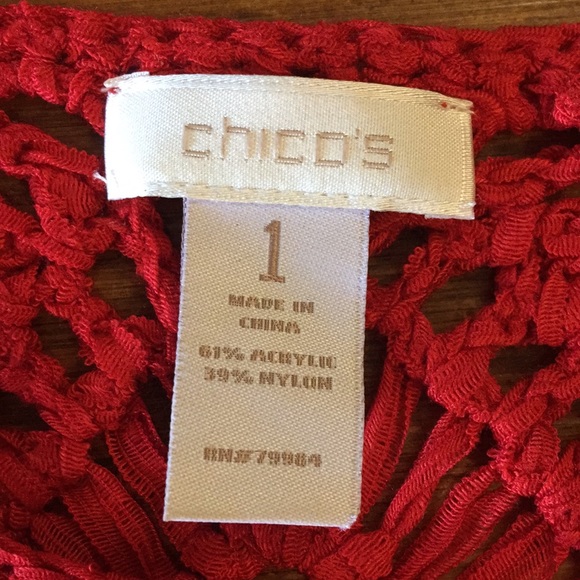 chico's
1
MADE IN
CHINA
61% ACRYLIC
39% NYLON
RN#79984